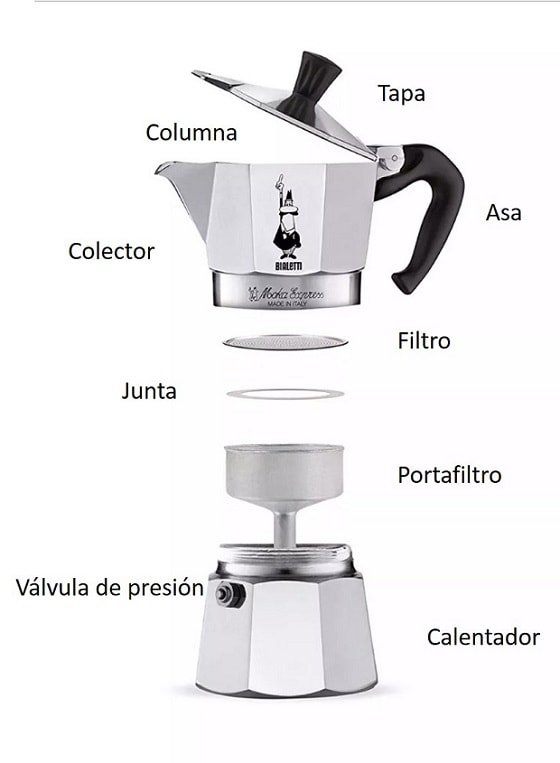 Tapa
Columna
Asa
Colector
BIALETTI
Moka Express
MADE IN ITALY
Filtro
Junta
Portafiltro
Válvula de presión
Calentador